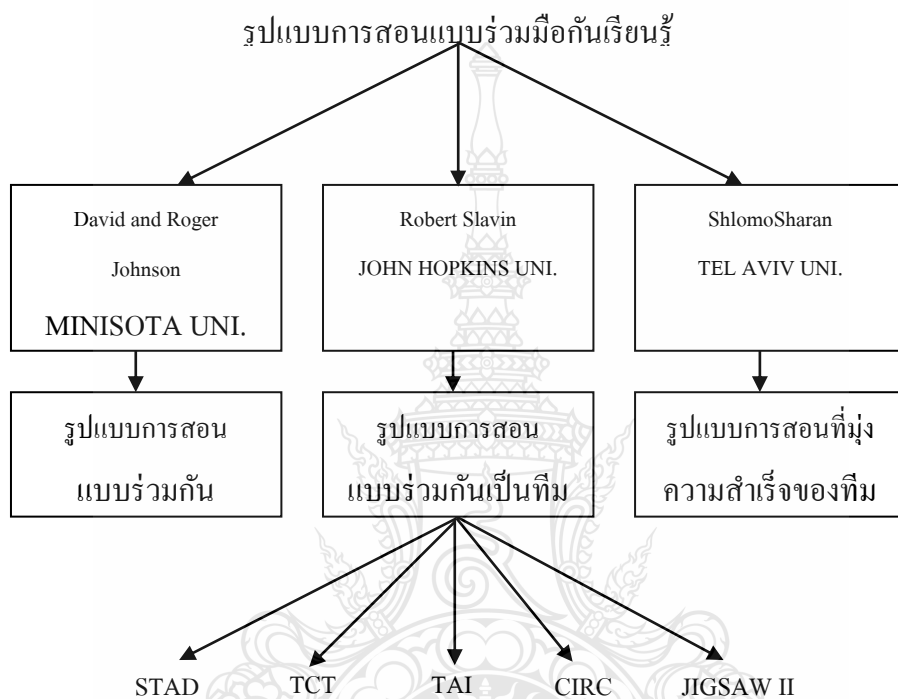 รูปแบบการสอนแบบร่วมมือกันเรียนรู้
David and Roger
Johnson
MINISOTA UNI.
Robert Slavin
JOHN HOPKINS UNI.
ShlomoSharan
TEL AVIV UNI.
รูปแบบการสอน
แบบร่วมกัน
รูปแบบการสอน
แบบร่วมกันเป็นทีม
รูปแบบการสอนที่มุ่ง
ความสำเร็จของทีม
STAD
TCT
TAI
CIRC
JIGSAW II